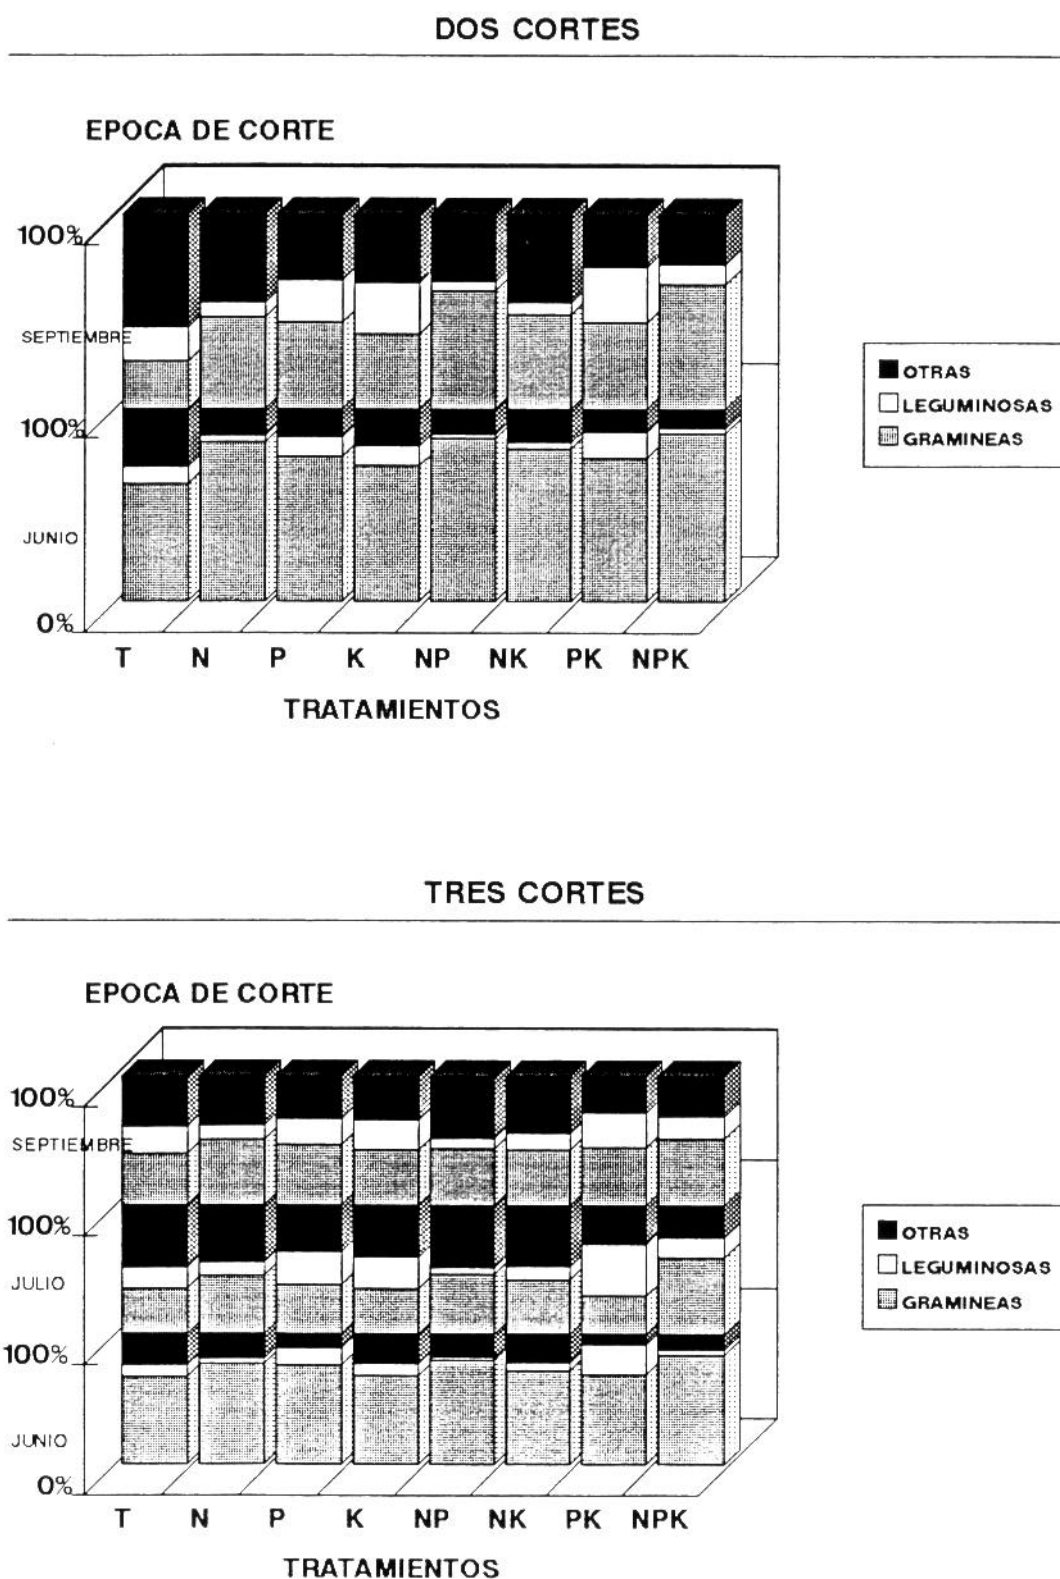 DOS CORTES
EPOCA DE CORTE
100%
SEPTIEMBRE
100%
JUNIO
0%
T N P K NP NK PK NPK
TRATAMIENTOS
OTRAS
LEGUMINOSAS
GRAMINEAS
TRES CORTES
EPOCA DE CORTE
100%
SEPTIEMBRE
100%
JULIO
100%
JUNIO
0%
T N P K NP NK PK NPK
TRATAMIENTOS
OTRAS
LEGUMINOSAS
GRAMINEAS